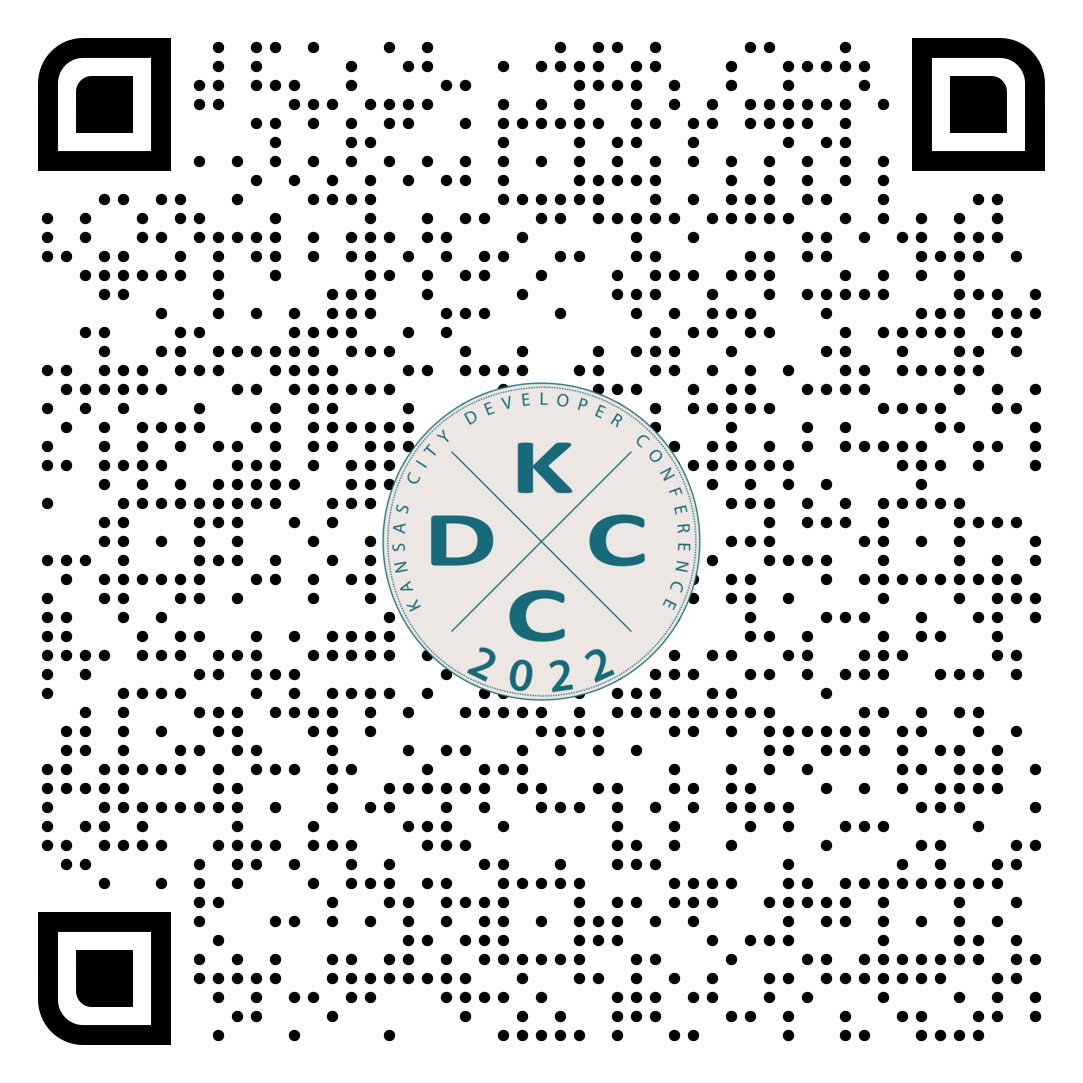 KANSAS CITY DEVELOPER CONFERENCE
K
D C
C
2022